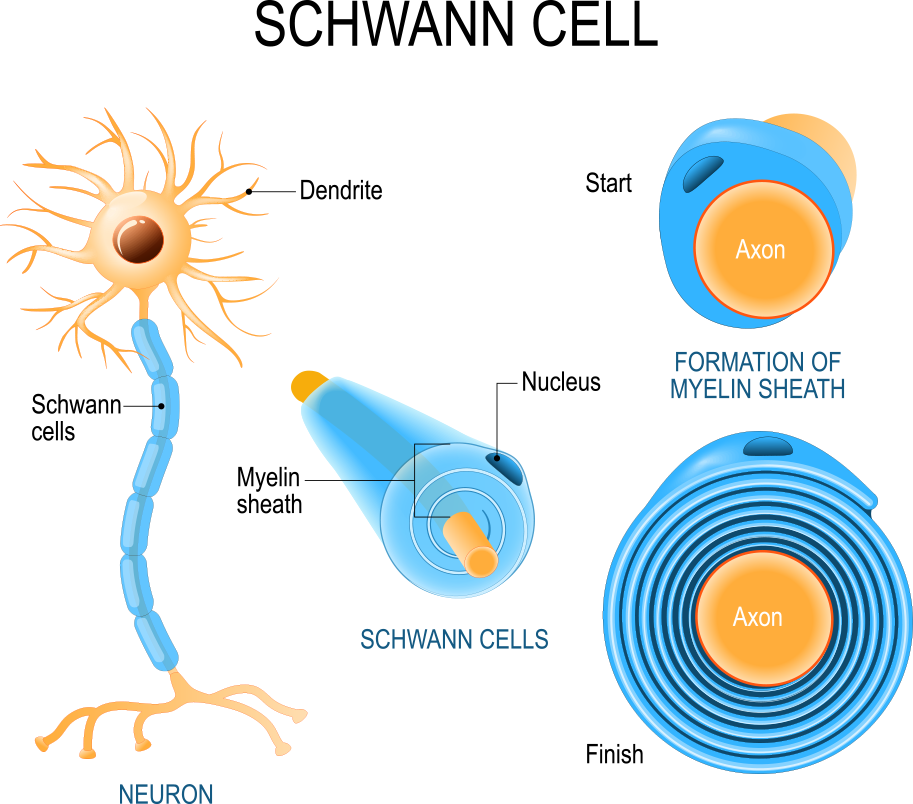 SCHWANN CELL
Dendrite
Start
Axon
FORMATION OF
MYELIN SHEATH
Nucleus
Schwann
cells
Myelin
sheath
SCHWANN CELLS
Axon
Finish
NEURON